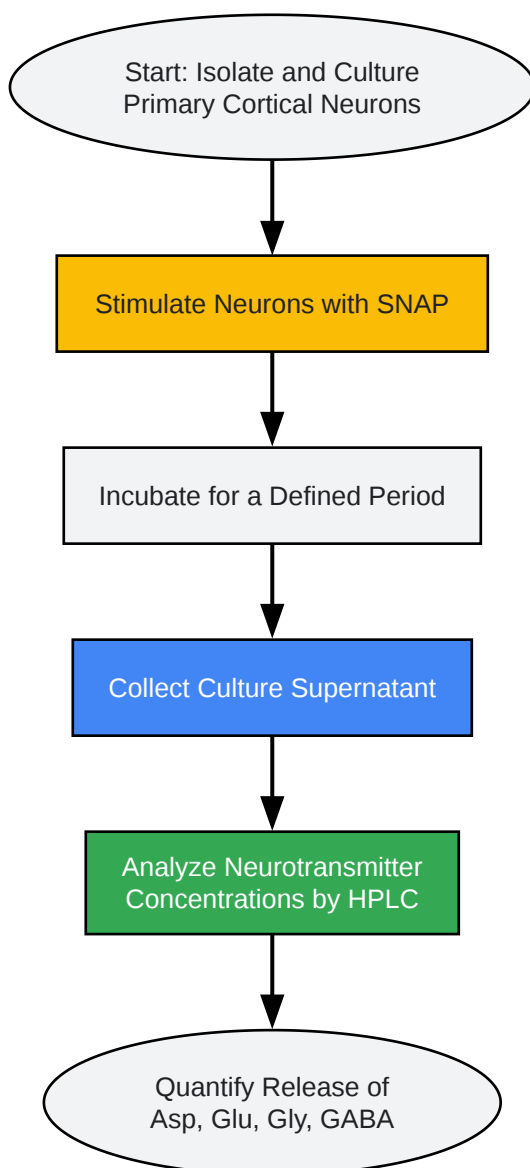 Start: Isolate and Culture
Primary Cortical Neurons
Stimulate Neurons with SNAP
Incubate for a Defined Period
Collect Culture Supernatant
Analyze Neurotransmitter
Concentrations by HPLC
Quantify Release of
Asp, Glu, Gly, GABA